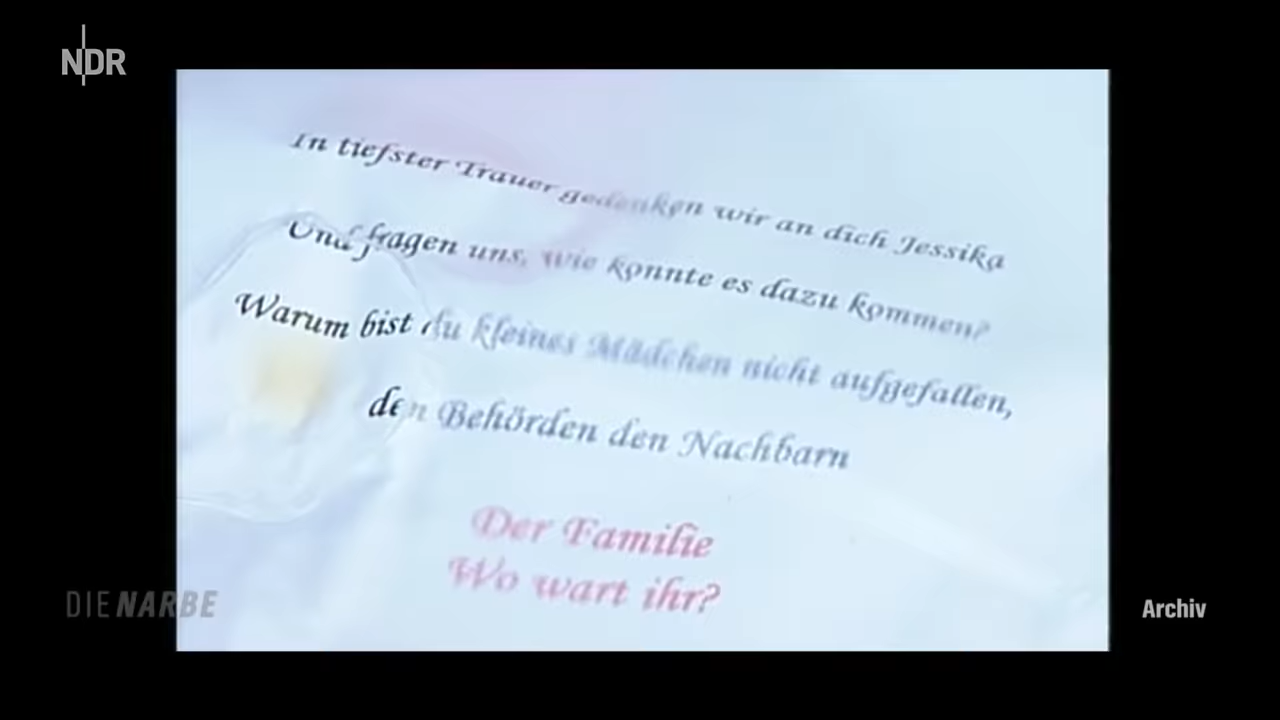 NDR
In tiefster Trauer gedenken wir an dich Jessika
Und fragen uns, wie konnte es dazu kommen?
Warum bist du kleines Mädchen nicht aufgefallen,
den Behörden den Nachbarn
Der Familie
Wo wart ihr?
DIE NARBE
Archiv